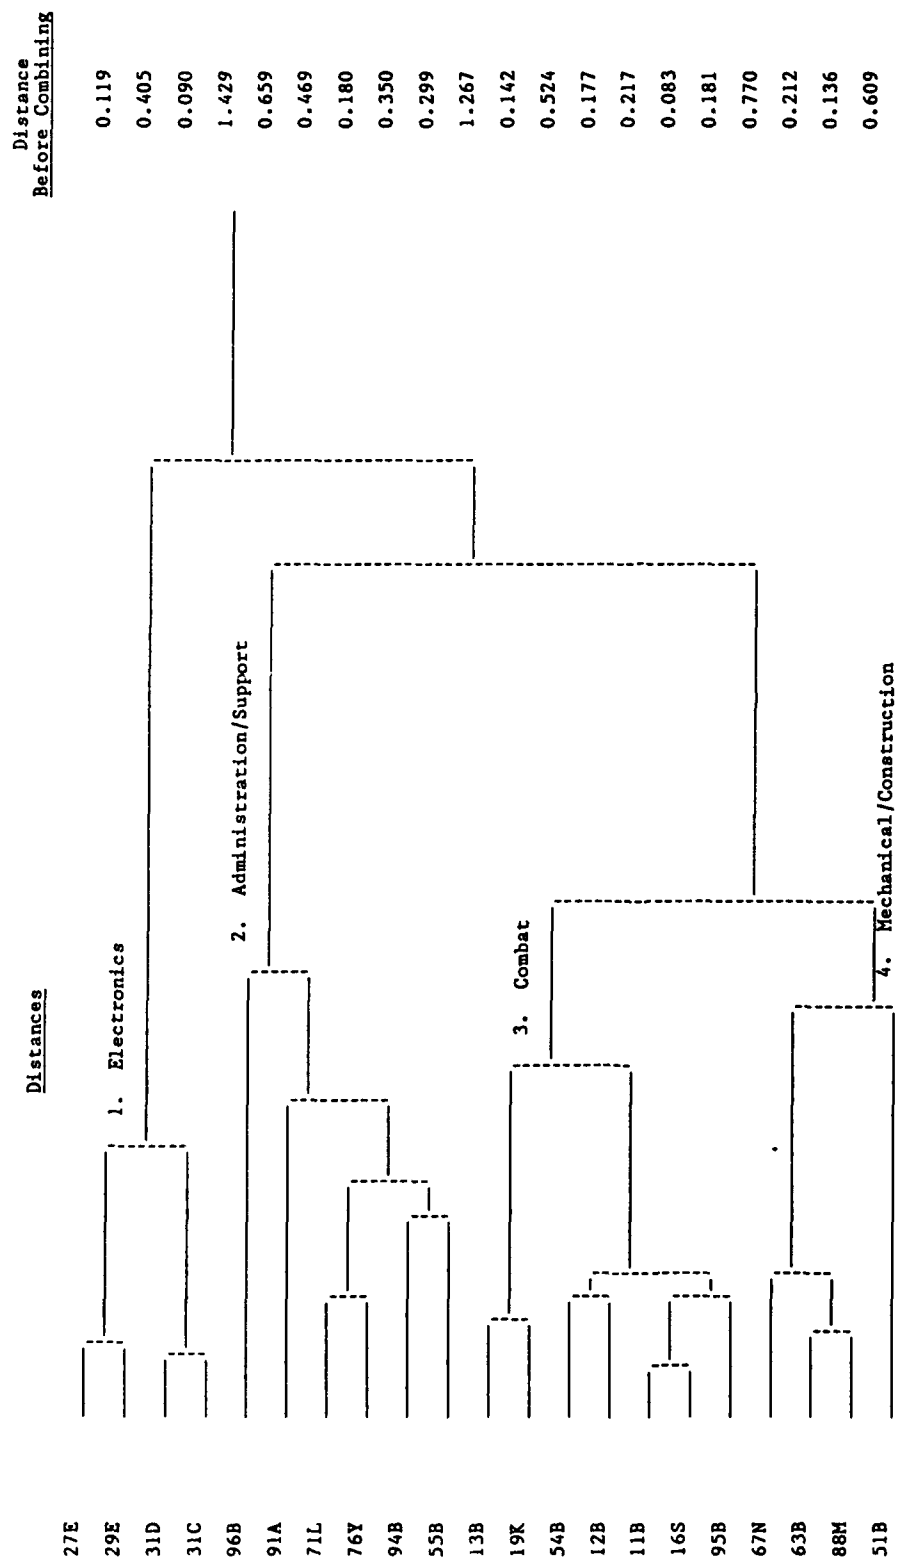 Distances
Distance
Before Combining
27E
29E
31D
31C
96B
91A
71L
76Y
94B
55B
13B
19K
54B
12B
11B
16S
95B
67N
63B
88M
51B
1. Electronics
2. Administration/Support
3. Combat
4. Mechanical/Construction
0.119
0.405
0.090
1.429
0.659
0.469
0.180
0.350
0.299
1.267
0.142
0.524
0.177
0.217
0.083
0.181
0.770
0.212
0.136
0.609